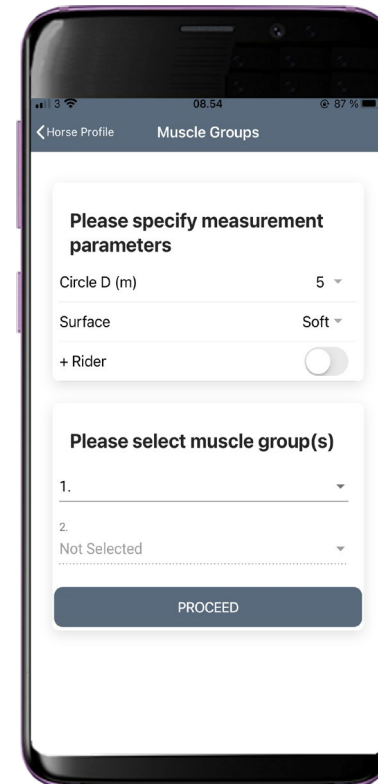 3 08.54 87 %
Horse Profile Muscle Groups
Please specify measurement
parameters
Circle D (m) 5
Surface Soft
+ Rider
Please select muscle group(s)
1.
2.
Not Selected
PROCEED